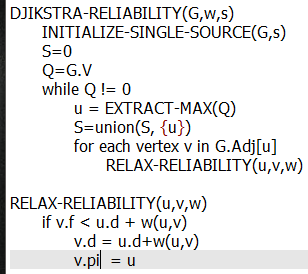 DJIKSTRA-RELIABILITY(G,w,s)
INITIALIZE-SINGLE-SOURCE(G,s)
S=0
Q=G.V
while Q != 0
u = EXTRACT-MAX(Q)
S=union(S, {u})
for each vertex v in G.Adj[u]
RELAX-RELIABILITY(u,v,w)
RELAX-RELIABILITY(u,v,w)
if v.f < u.d + w(u,v)
v.d = u.d+w(u,v)
v.pi = u